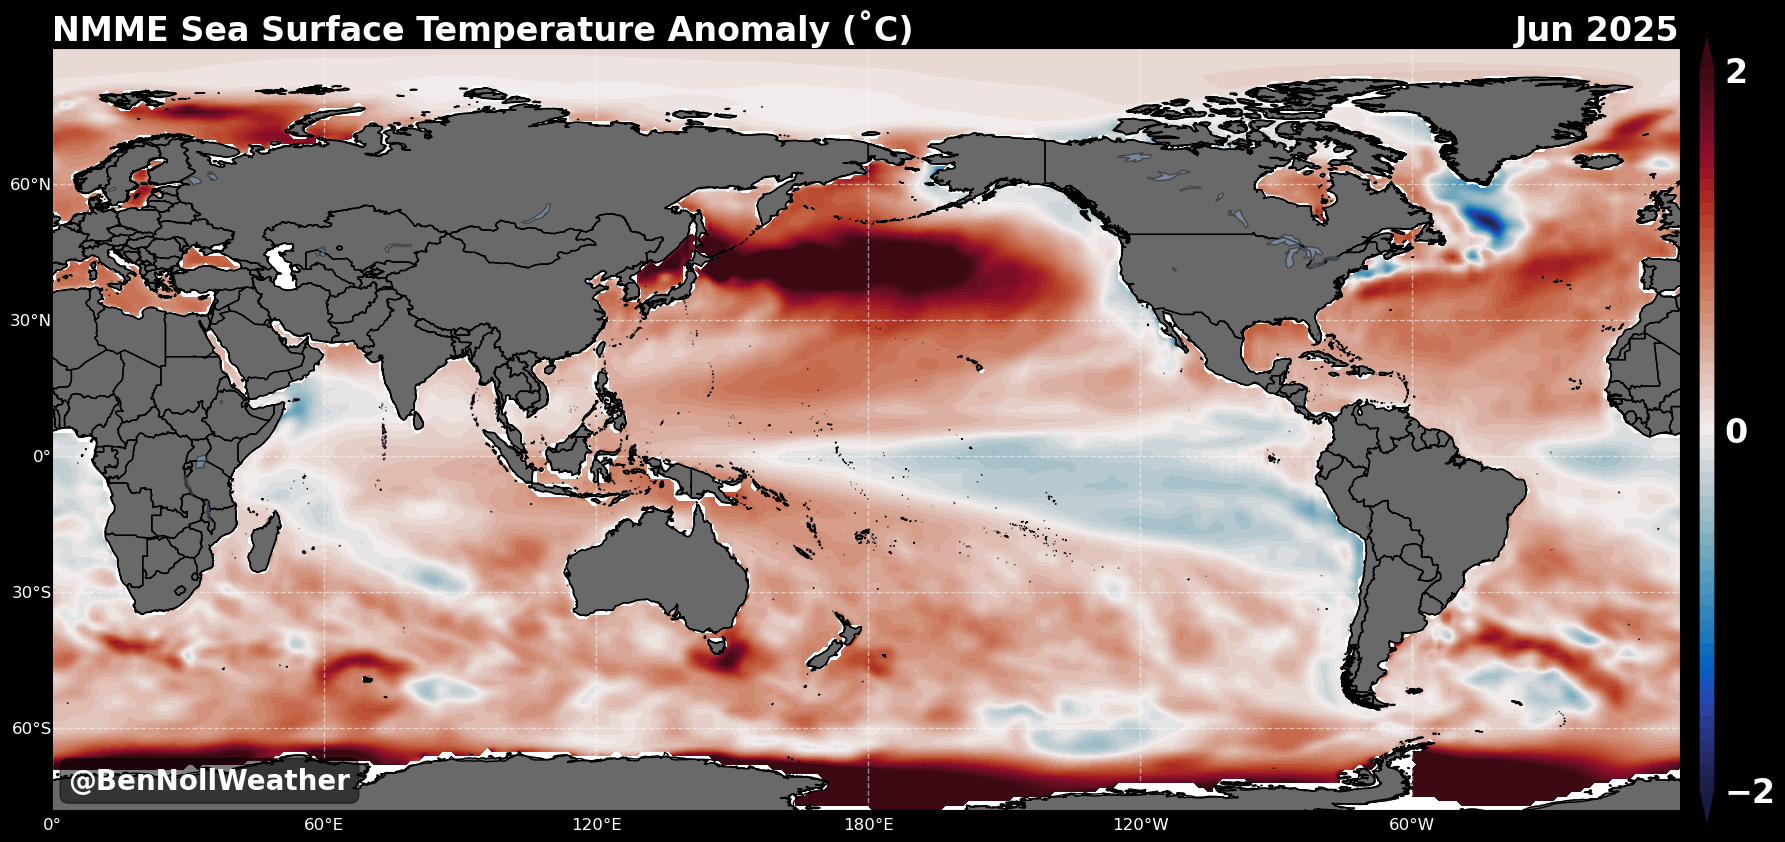 NMME Sea Surface Temperature Anomaly (˚C)
Jun 2025
2
0
−2
60°N
30°N
0°
30°S
60°S
@BenNollWeather
0°
60°E
120°E
180°E
120°W
60°W